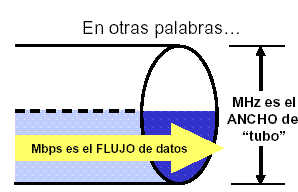 En otras palabras…
MHz es el
ANCHO de
“tubo”
Mbps es el FLUJO de datos